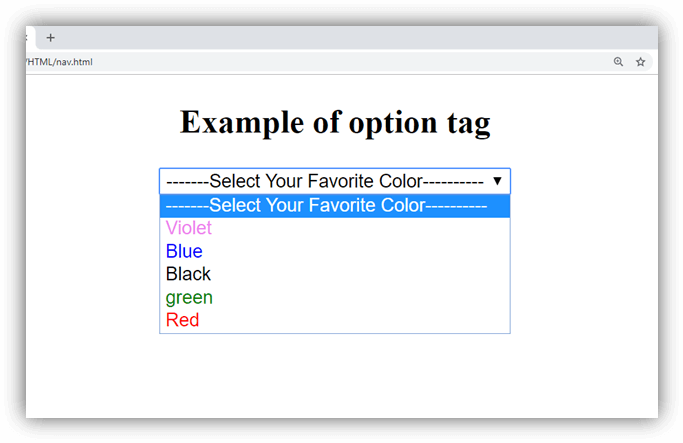 /HTML/nav.html
Example of option tag
-------Select Your Favorite Color----------
-------Select Your Favorite Color----------
Violet
Blue
Black
green
Red